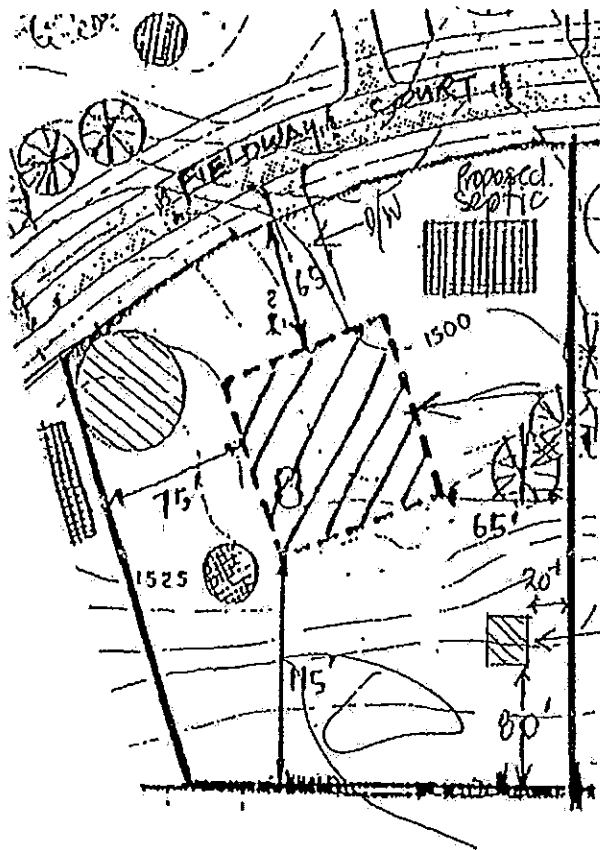 FIELDWAY COURT
Proposed
Septic
D/W
65'
1500
8
75'
65'
1525
20'
115'
80'